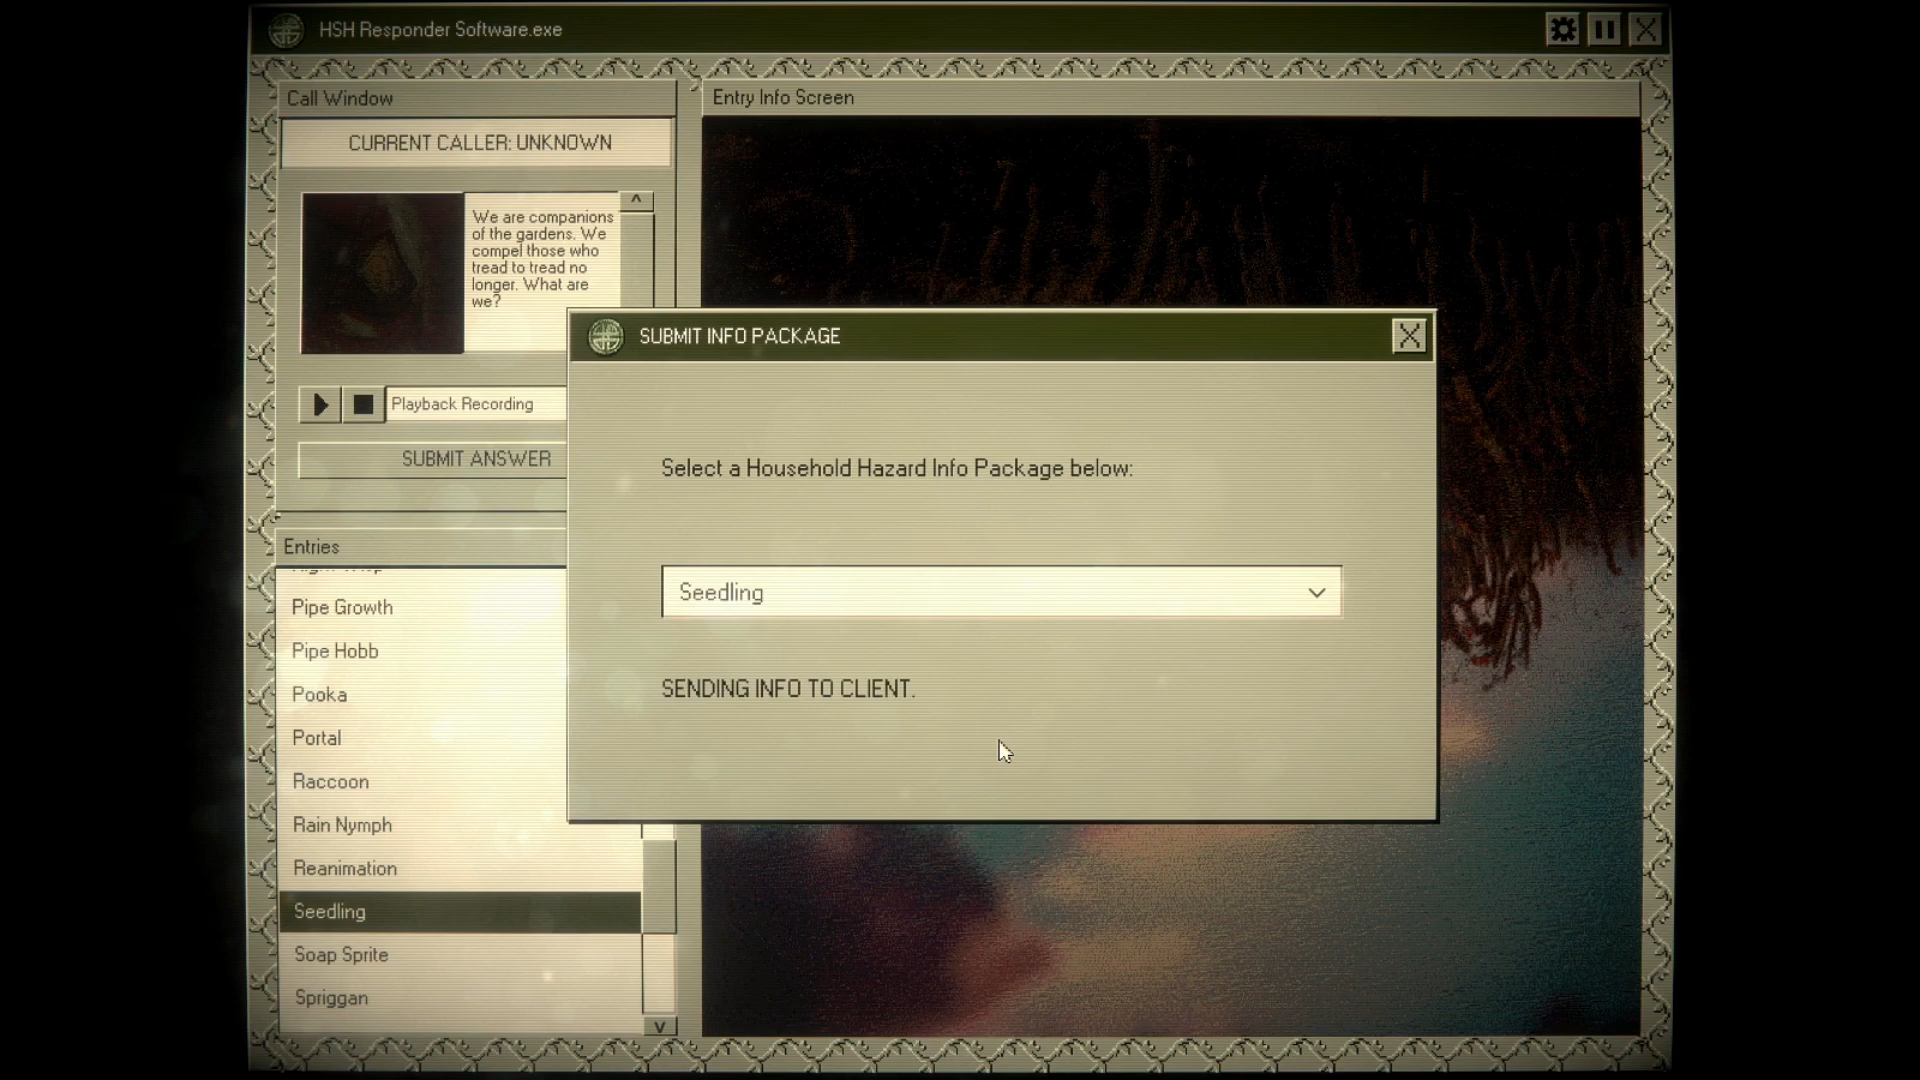 HSH Responder Software.exe
Call Window
CURRENT CALLER: UNKNOWN
We are companions
of the gardens. We
compel those who
tread to tread no
longer. What are
we?
Playback Recording
SUBMIT ANSWER
Entries
Pipe Growth
Pipe Hobb
Pooka
Portal
Raccoon
Rain Nymph
Reanimation
Seedling
Soap Sprite
Spriggan
Entry Info Screen
SUBMIT INFO PACKAGE
Select a Household Hazard Info Package below:
Seedling
SENDING INFO TO CLIENT.